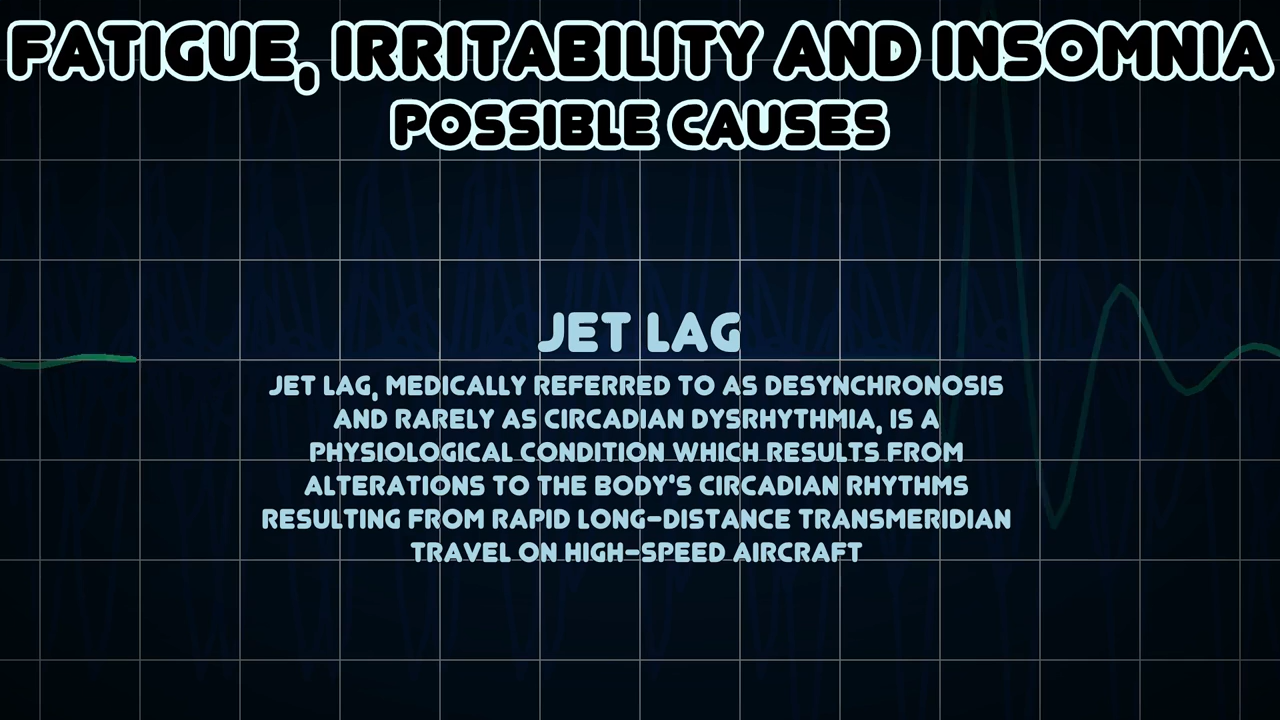 FATIGUE, IRRITABILITY AND INSOMNIA
POSSIBLE CAUSES
JET LAG
JET LAG, MEDICALLY REFERRED TO AS DESYNCHRONOSIS
AND RARELY AS CIRCADIAN DYSRHYTHMIA, IS A
PHYSIOLOGICAL CONDITION WHICH RESULTS FROM
ALTERATIONS TO THE BODY'S CIRCADIAN RHYTHMS
RESULTING FROM RAPID LONG-DISTANCE TRANSMERIDIAN
TRAVEL ON HIGH-SPEED AIRCRAFT